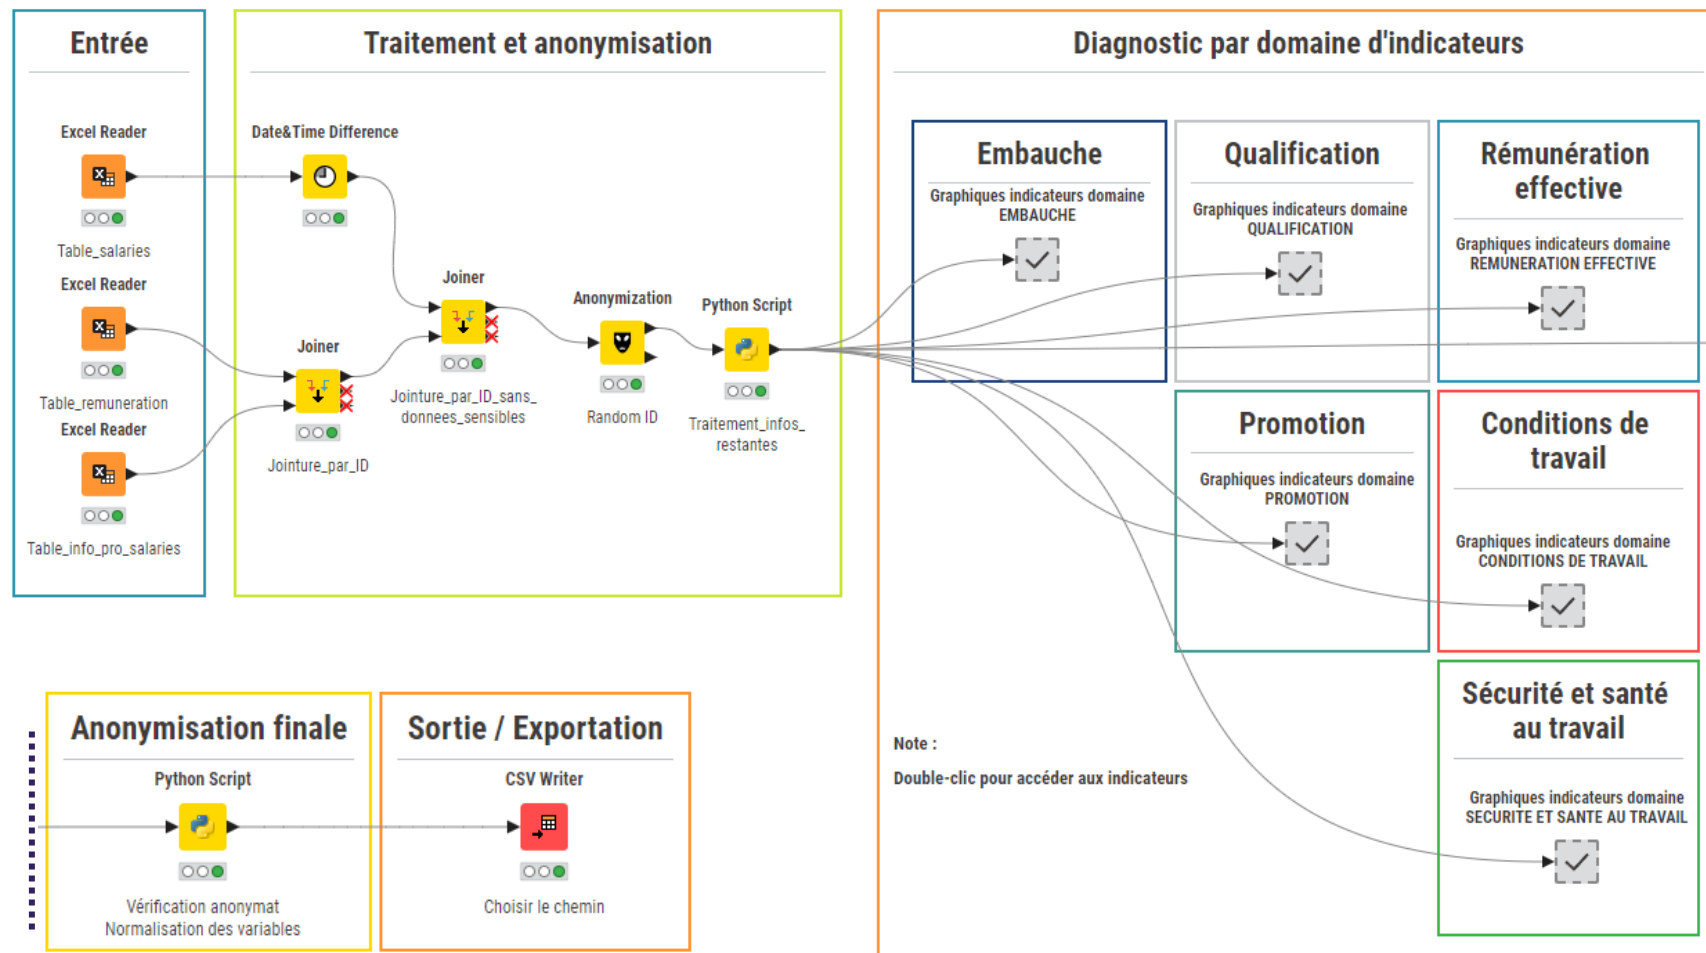 Entrée
Excel Reader
Table_salaries
Excel Reader
Table_remuneration
Excel Reader
Table_info_pro_salaries
Traitement et anonymisation
Date&Time Difference
Joiner
Jointure_par_ID
Joiner
Jointure_par_ID_sans_
donnees_sensibles
Anonymization
Random ID
Python Script
Traitement_infos_
restantes
Diagnostic par domaine d'indicateurs
Embauche
Graphiques indicateurs domaine
EMBAUCHE
Qualification
Graphiques indicateurs domaine
QUALIFICATION
Rémunération
effective
Graphiques indicateurs domaine
REMUNERATION EFFECTIVE
Promotion
Graphiques indicateurs domaine
PROMOTION
Conditions de
travail
Graphiques indicateurs domaine
CONDITIONS DE TRAVAIL
Sécurité et santé
au travail
Graphiques indicateurs domaine
SECURITE ET SANTE AU TRAVAIL
Note :
Double-clic pour accéder aux indicateurs
Anonymisation finale
Python Script
Vérification anonymat
Normalisation des variables
Sortie / Exportation
CSV Writer
Choisir le chemin